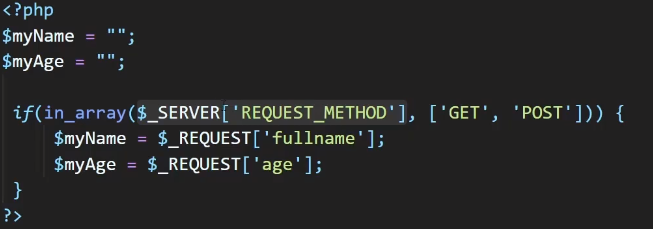 <?php
$myName = "";
$myAge = "";
if(in_array($_SERVER['REQUEST_METHOD'], ['GET', 'POST'])) {
$myName = $_REQUEST['fullname'];
$myAge = $_REQUEST['age'];
}
?>